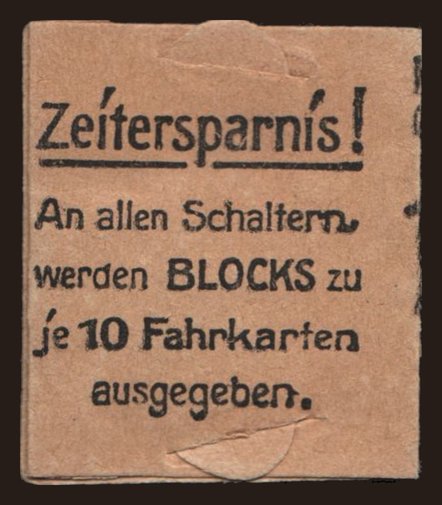 Zeitersparnis!
An allen Schaltern
werden BLOCKS zu
je 10 Fahrkarten
ausgegeben.